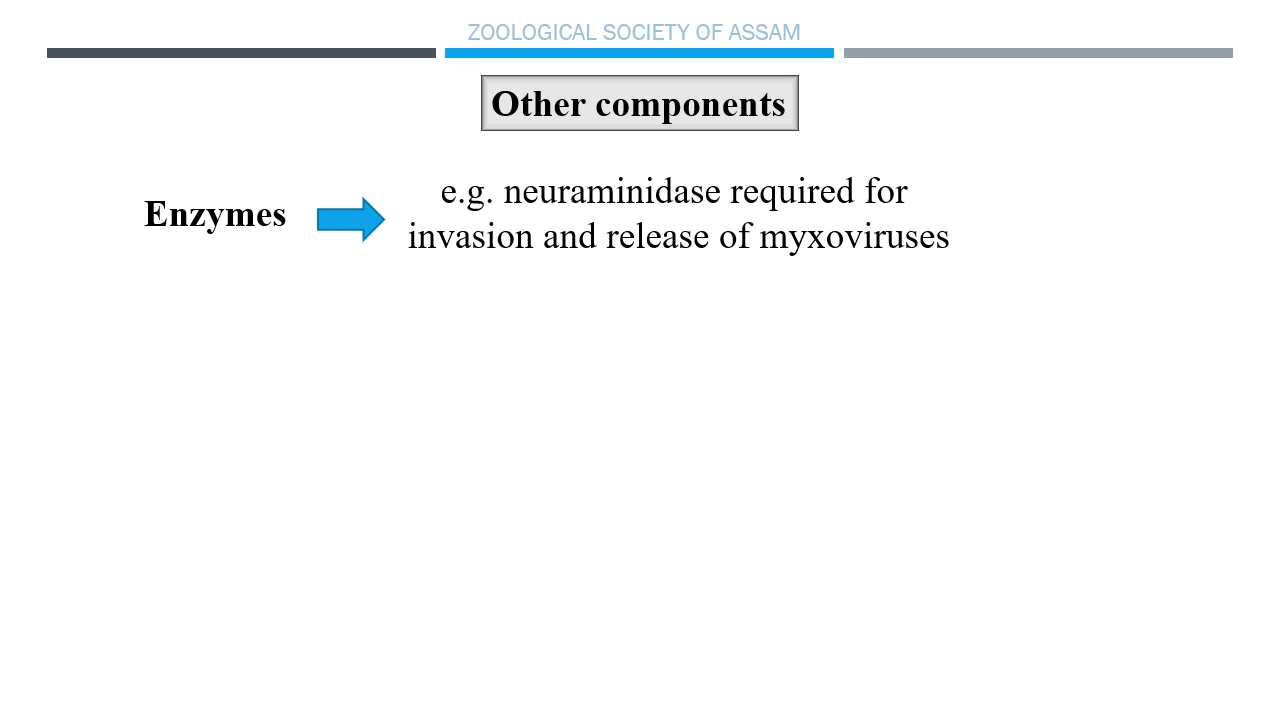 ZOOLOGICAL SOCIETY OF ASSAM
Other components
Enzymes
e.g. neuraminidase required for
invasion and release of myxoviruses